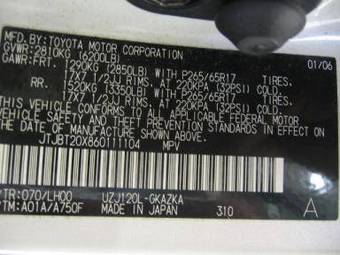 MFD.BY:TOYOTA MOTOR CORPORATION 01/06
GVWR:2810KG (6200LB)
GAWR:FRT. 1290KG (2850LB) WITH P265/65R17 TIRES.
17X7 1/2J RIMS. AT 220KPA (32PSI) COLD
RR. 1520KG (3350LB) WITH P265/65R17 TIRES.
17X7 1/2J RIMS. AT 220KPA (32PSI) COLD
THIS VEHICLE CONFORMS TO ALL APPLICABLE FEDERAL MOTOR
VEHICLE SAFETY AND THEFT PREVENTION STANDARDS IN EFFECT ON
THE DATE OF MANUFACTURE SHOWN ABOVE.
JTJBT20X860111104 MPV
TR:070/LH00 UZJ120L-GKAZKA
TM:A01A/A750F MADE IN JAPAN 310 A